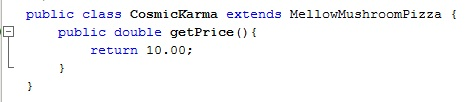 public class CosmicKarma extends MellowMushroomPizza {
    public double getPrice(){
        return 10.00;
    }
}